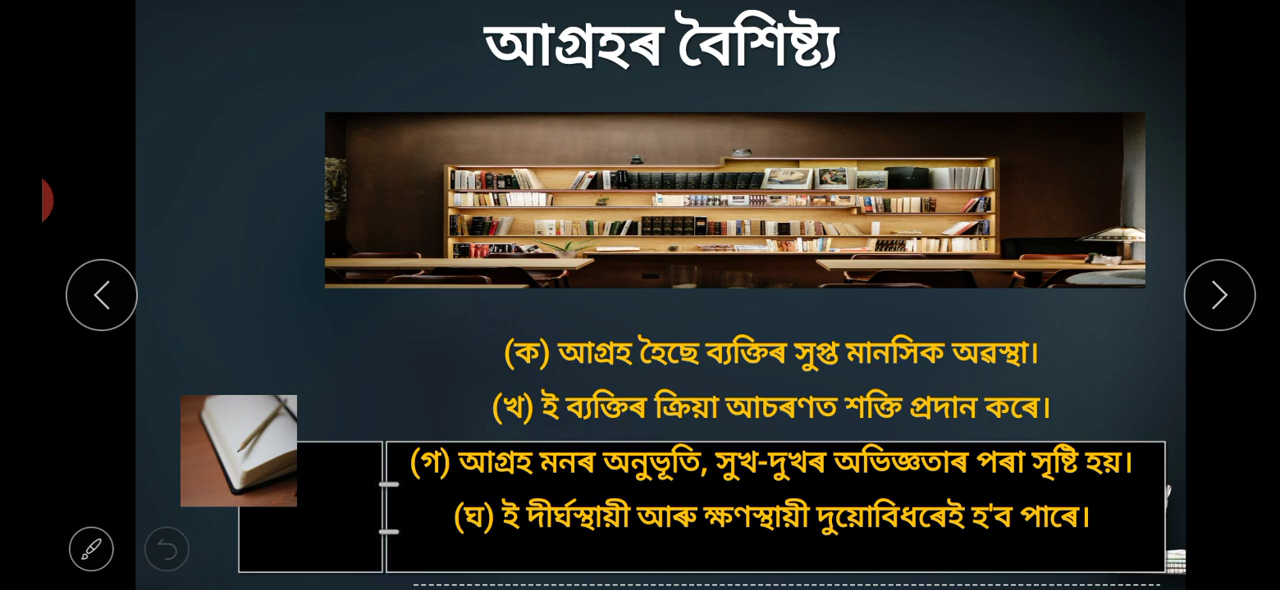 আগ্ৰহৰ বৈশিষ্ট্য
(ক) আগ্ৰহ হৈছে ব্যক্তিৰ সুপ্ত মানসিক অৱস্থা।
(খ) ই ব্যক্তিৰ ক্ৰিয়া আচৰণত শক্তি প্ৰদান কৰে।
(গ) আগ্ৰহ মনৰ অনুভূতি, সুখ-দুখৰ অভিজ্ঞতাৰ পৰা সৃষ্টি হয়।
(ঘ) ই দীৰ্ঘস্থায়ী আৰু ক্ষণস্থায়ী দুয়োবিধৰেই হ'ব পাৰে।